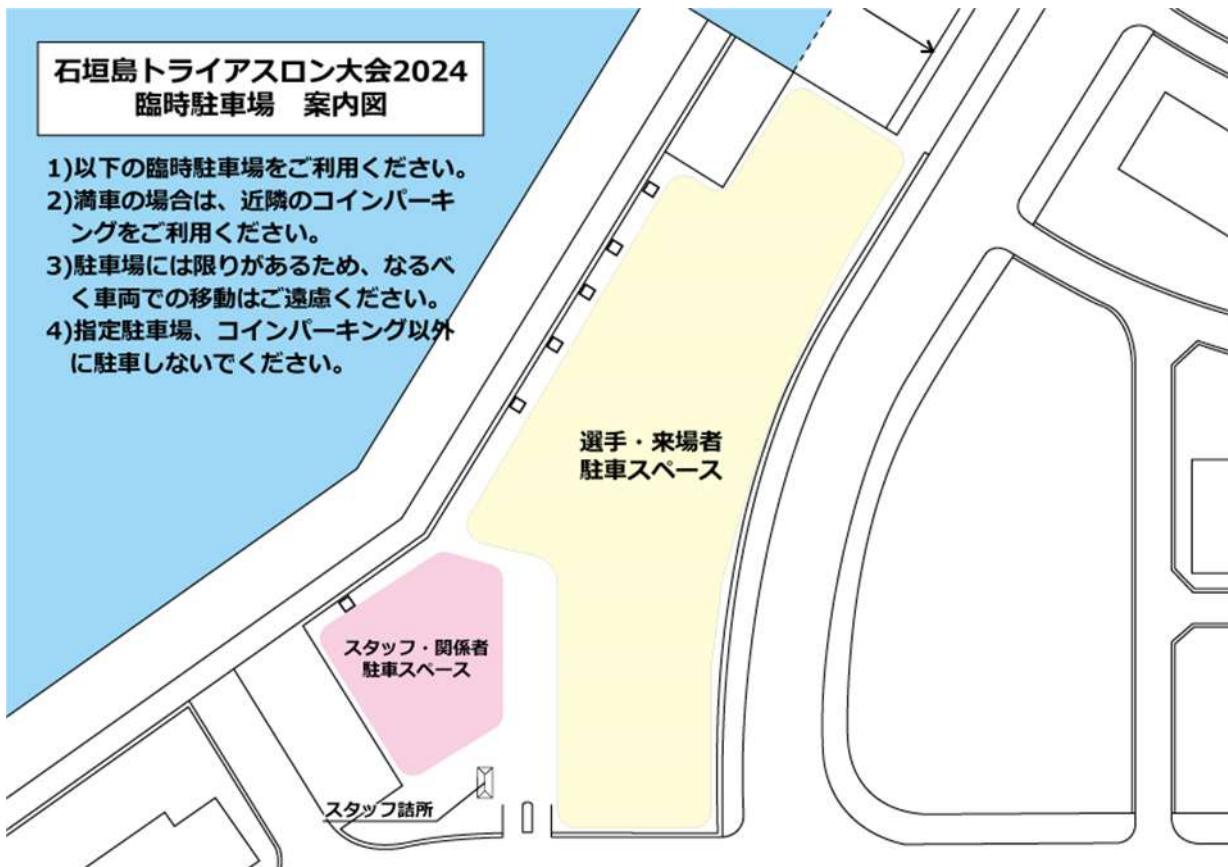 石垣島トライアスロン大会2024
臨時駐車場　案内図
1)以下の臨時駐車場をご利用ください。
2)満車の場合は、近隣のコインパーキ
ングをご利用ください。
3)駐車場には限りがあるため、なるべ
く車両での移動はご遠慮ください。
4)指定駐車場、コインパーキング以外
に駐車しないでください。
選手・来場者
駐車スペース
スタッフ・関係者
駐車スペース
スタッフ詰所